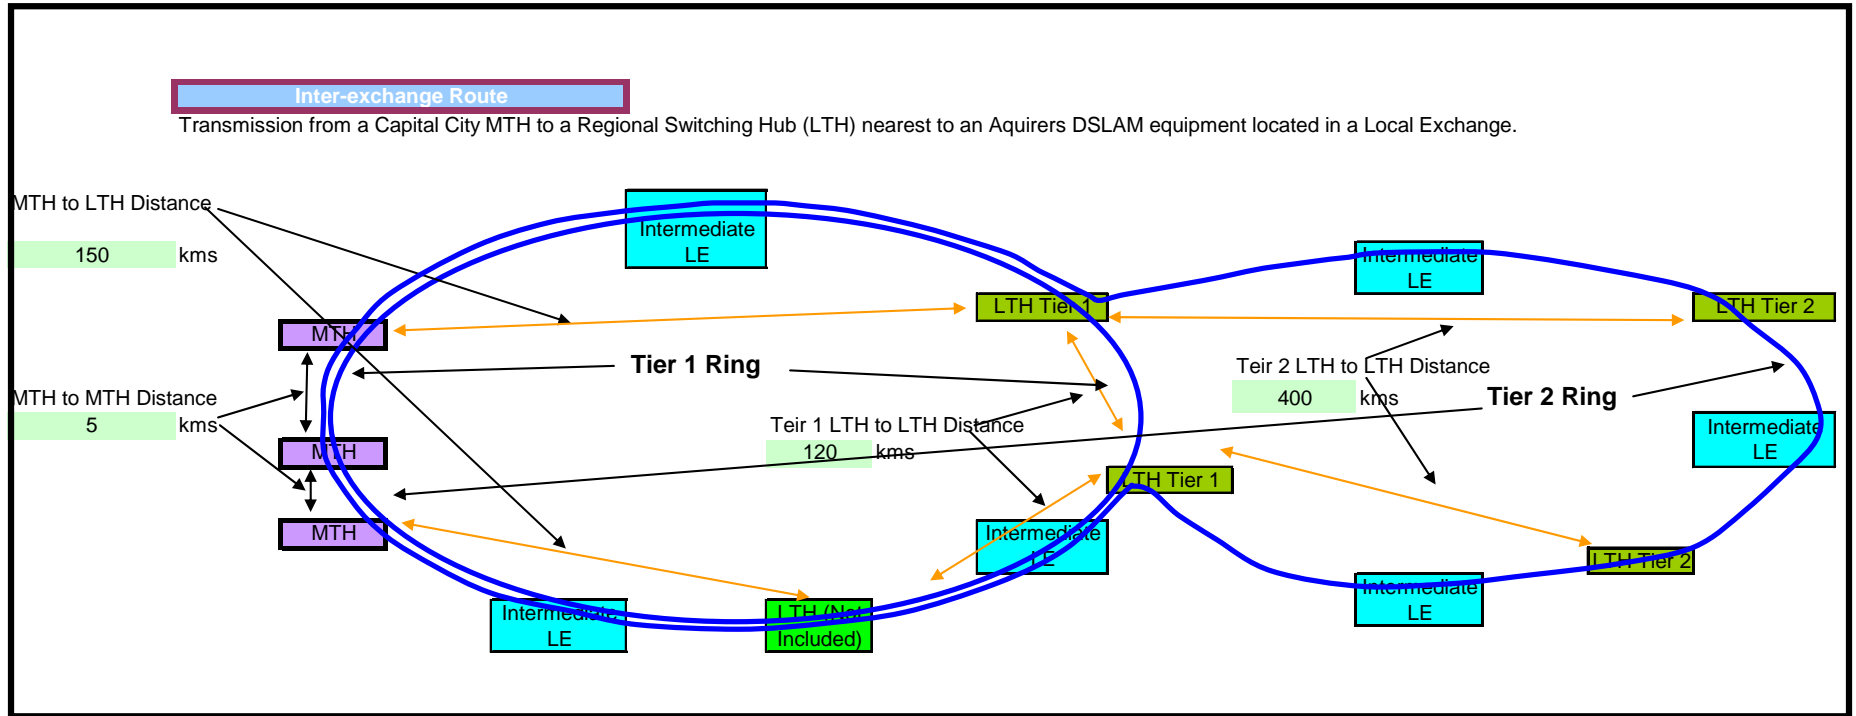 Inter-exchange Route
Transmission from a Capital City MTH to a Regional Switching Hub (LTH) nearest to an Aquirers DSLAM equipment located in a Local Exchange.
MTH to LTH Distance
150 kms
Intermediate
LE
Intermediate
LE
LTH Tier 1
LTH Tier 2
MTH
Tier 1 Ring
Teir 2 LTH to LTH Distance
400 kms
Tier 2 Ring
MTH to MTH Distance
5 kms
Teir 1 LTH to LTH Distance
120 kms
Intermediate
LE
MTH
LTH Tier 1
MTH
Intermediate
LE
LTH Tier 2
Intermediate
LE
Intermediate
LE
LTH (Not
Included)